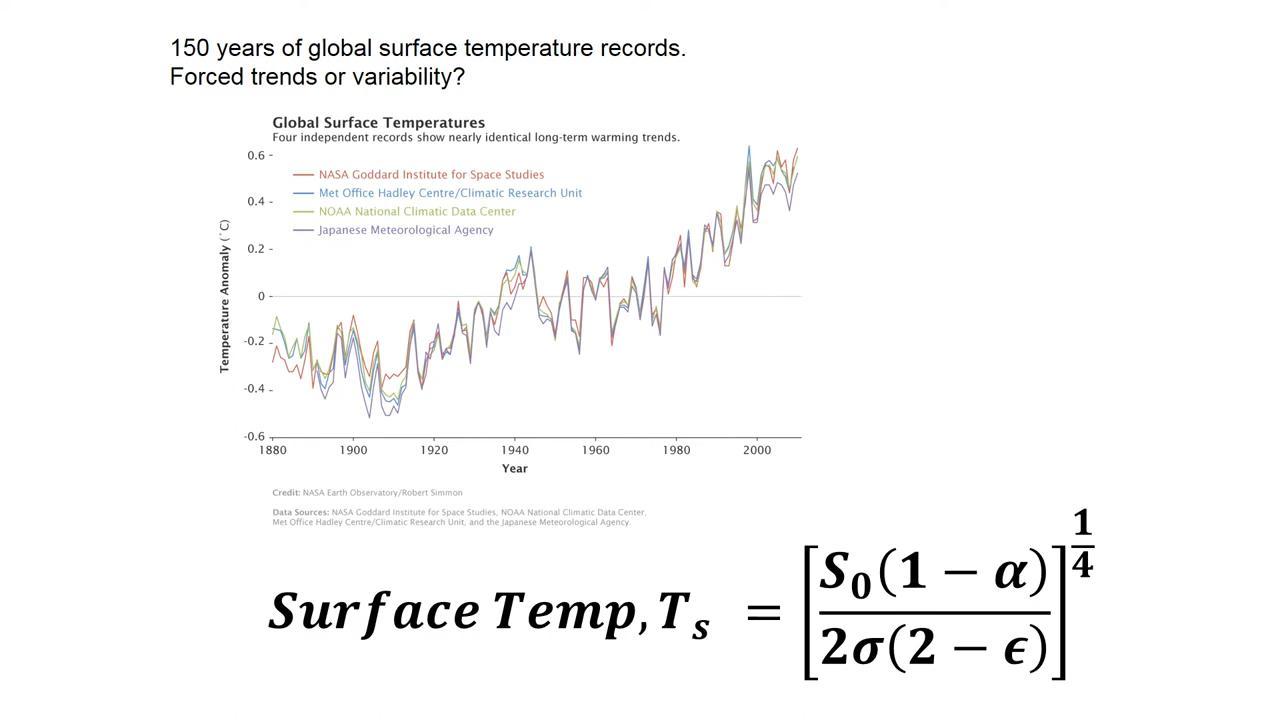 150 years of global surface temperature records.
Forced trends or variability?
Global Surface Temperatures
Four independent records show nearly identical long-term warming trends.
0.6
0.4
0.2
0
-0.2
-0.4
-0.6
Temperature Anomaly (˚C)
NASA Goddard Institute for Space Studies
Met Office Hadley Centre/Climatic Research Unit
NOAA National Climatic Data Center
Japanese Meteorological Agency
1880 1900 1920 1940 1960 1980 2000
Year
Credit: NASA Earth Observatory/Robert Simmon
Data Sources: NASA Goddard Institute for Space Studies, NOAA National Climatic Data Center,
Met Office Hadley Centre/Climatic Research Unit, and the Japanese Meteorological Agency.
Surface Temp, Tₛ = [S₀(1 − α) / 2σ(2 − ϵ)]^(1/4)